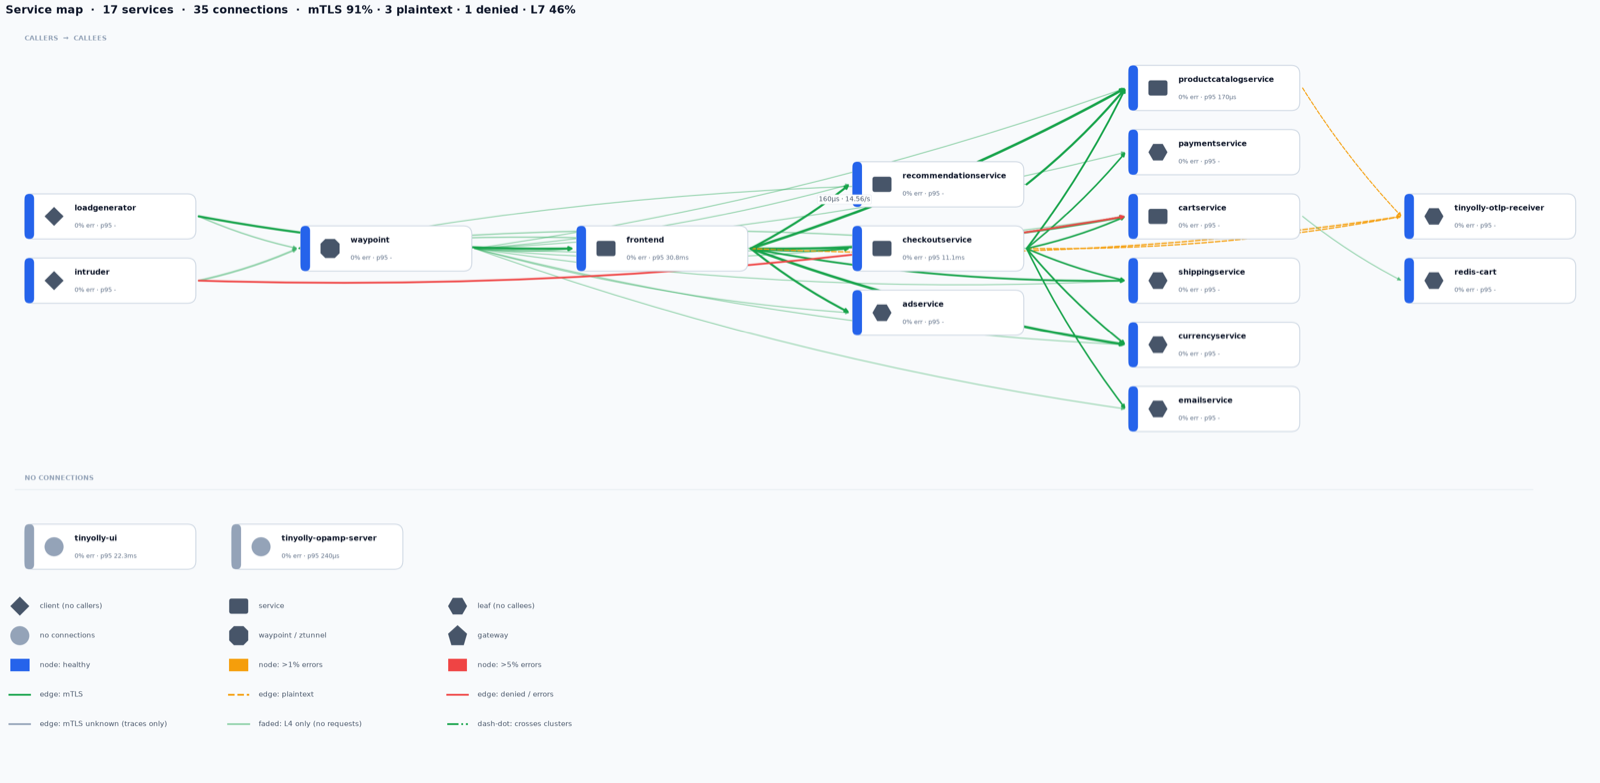 Service map · 17 services · 35 connections · mTLS 91% · 3 plaintext · 1 denied · L7 46%
CALLERS → CALLEES
productcatalogservice
0% err · p95 170µs
paymentservice
0% err · p95 -
recommendationservice
0% err · p95 -
160µs · 14.56/s
loadgenerator
0% err · p95 -
cartservice
0% err · p95 -
tinyolly-otlp-receiver
0% err · p95 -
waypoint
0% err · p95 -
frontend
0% err · p95 30.8ms
checkoutservice
0% err · p95 11.1ms
intruder
0% err · p95 -
shippingservice
0% err · p95 -
redis-cart
0% err · p95 -
adservice
0% err · p95 -
currencyservice
0% err · p95 -
emailservice
0% err · p95 -
NO CONNECTIONS
tinyolly-ui
0% err · p95 22.3ms
tinyolly-opamp-server
0% err · p95 240µs
client (no callers)
service
leaf (no callees)
no connections
waypoint / ztunnel
gateway
node: healthy
node: >1% errors
node: >5% errors
edge: mTLS
edge: plaintext
edge: denied / errors
edge: mTLS unknown (traces only)
faded: L4 only (no requests)
dash-dot: crosses clusters